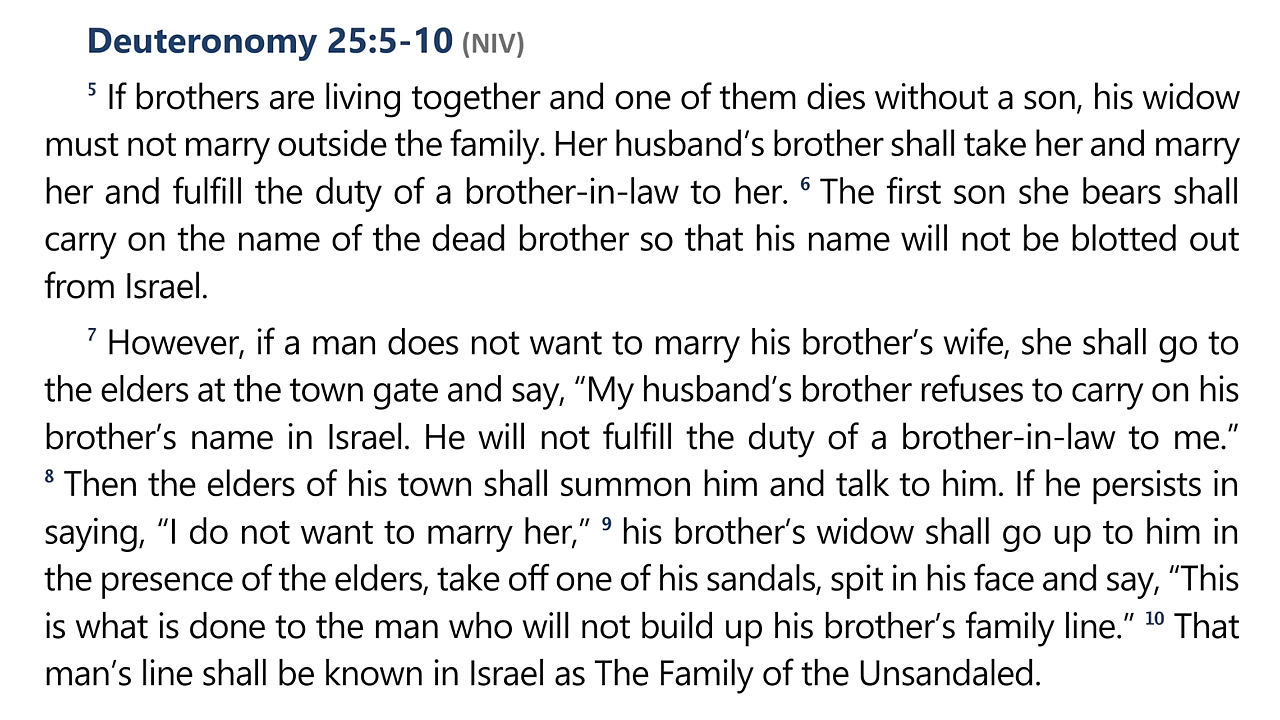 Deuteronomy 25:5-10 (NIV)
5 If brothers are living together and one of them dies without a son, his widow
must not marry outside the family. Her husband’s brother shall take her and marry
her and fulfill the duty of a brother-in-law to her. 6 The first son she bears shall
carry on the name of the dead brother so that his name will not be blotted out
from Israel.
7 However, if a man does not want to marry his brother’s wife, she shall go to
the elders at the town gate and say, “My husband’s brother refuses to carry on his
brother’s name in Israel. He will not fulfill the duty of a brother-in-law to me.”
8 Then the elders of his town shall summon him and talk to him. If he persists in
saying, “I do not want to marry her,” 9 his brother’s widow shall go up to him in
the presence of the elders, take off one of his sandals, spit in his face and say, “This
is what is done to the man who will not build up his brother’s family line.” 10 That
man’s line shall be known in Israel as The Family of the Unsandaled.